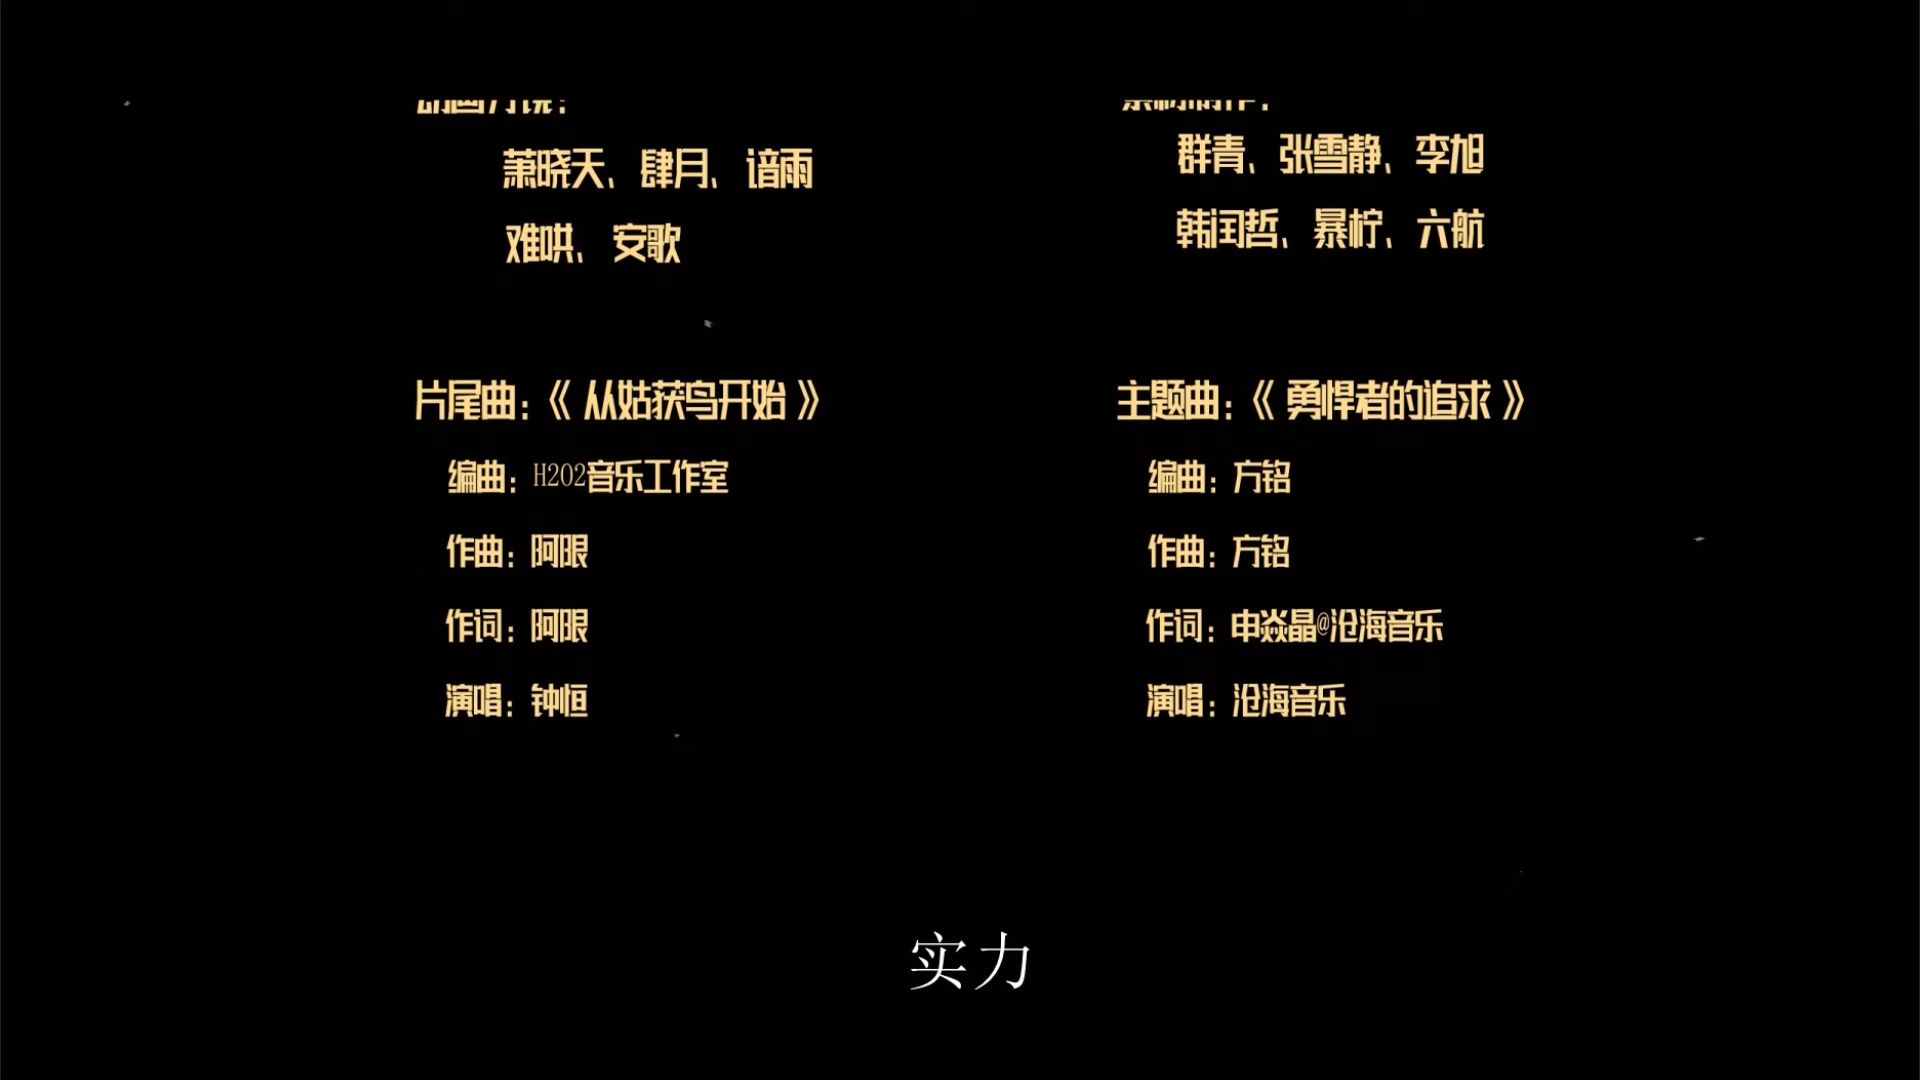 萧晓天、肆月、谙雨
难哄、安歌
群青、张雪静、李旭
韩润哲、暴柠、六航
片尾曲：《 从姑获鸟开始 》
编曲：H2O2音乐工作室
作曲：阿限
作词：阿限
演唱：钟恒
主题曲：《 勇悍者的追求 》
编曲：方铭
作曲：方铭
作词：申焱晶@沧海音乐
演唱：沧海音乐
实力